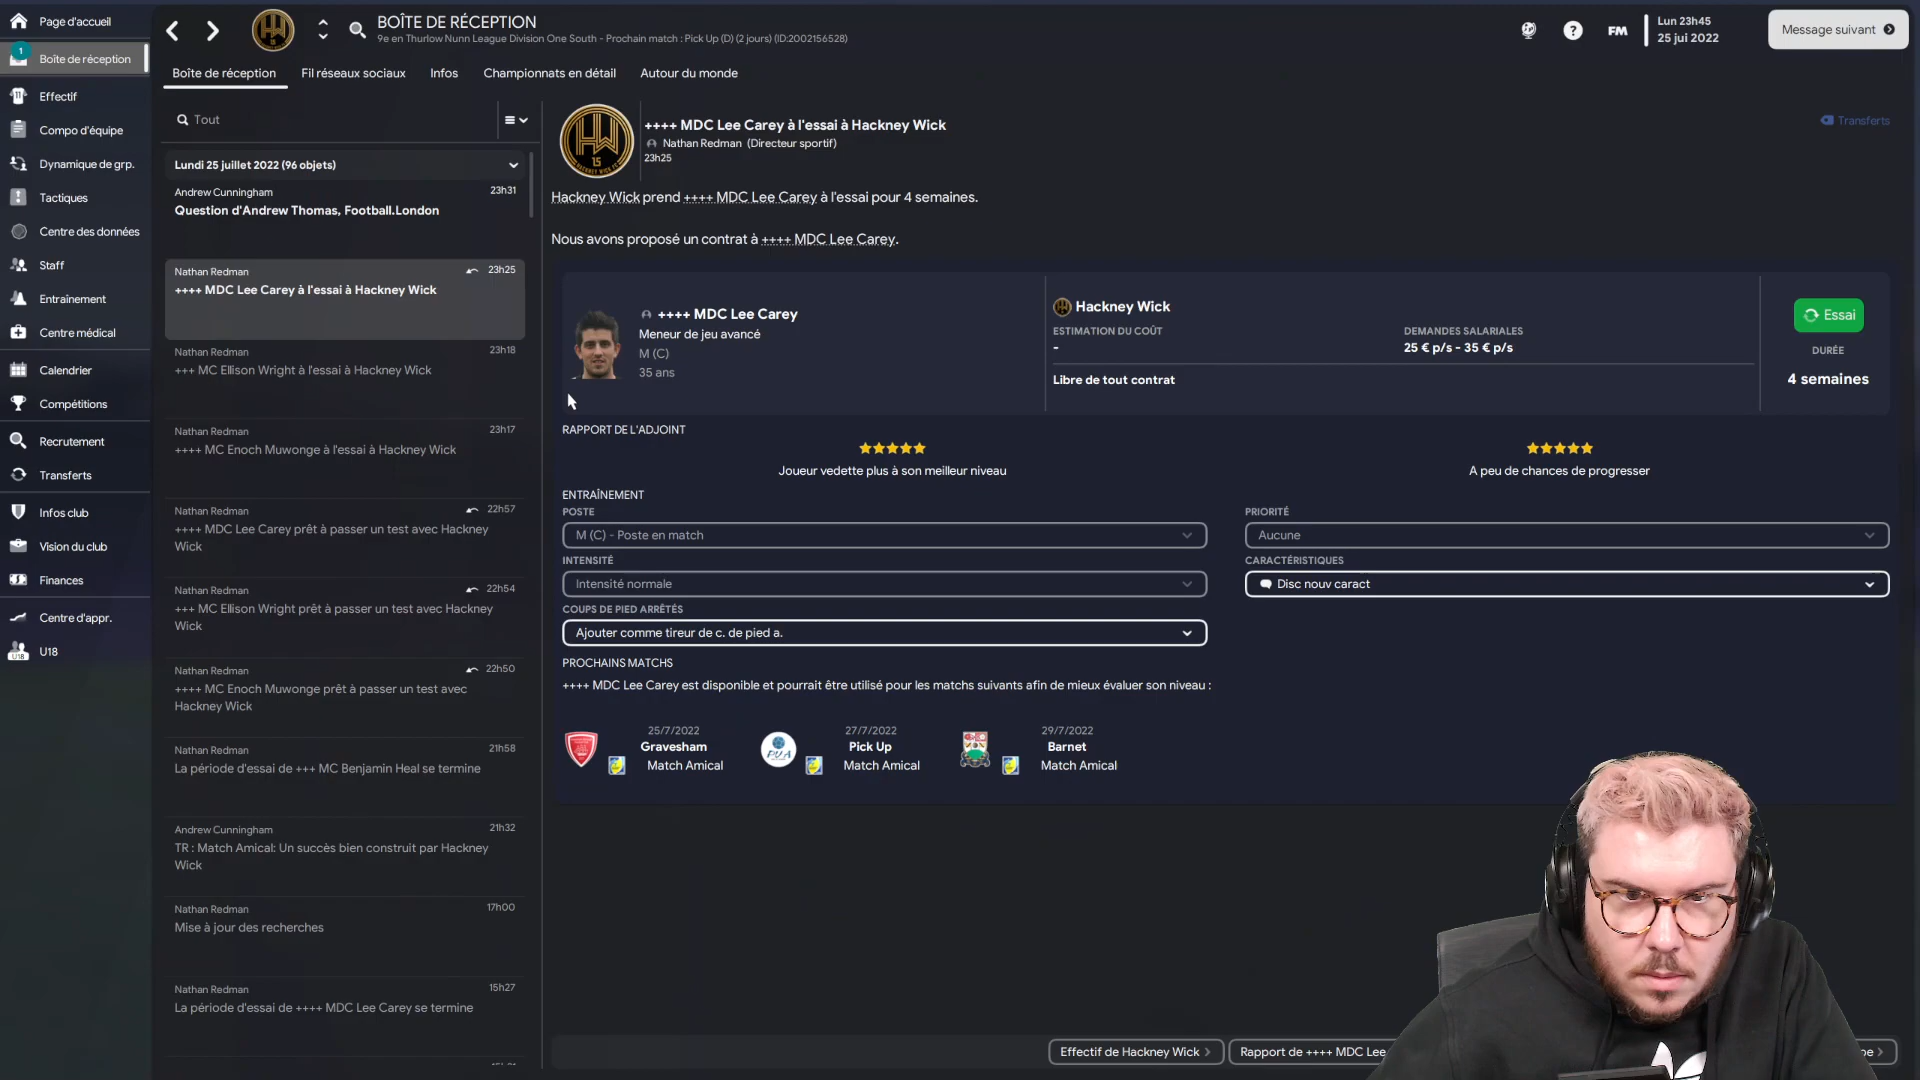 Page d'accueil
1
Boîte de réception
Effectif
Compo d'équipe
Dynamique de grp.
Tactiques
Centre des données
Staff
Entraînement
Centre médical
Calendrier
Compétitions
Recrutement
Transferts
Infos club
Vision du club
Finances
Centre d'appr.
U18
U18
BOÎTE DE RÉCEPTION
9e en Thurlow Nunn League Division One South - Prochain match : Pick Up (D) (2 jours) (ID:2002156528)
FM
Lun 23h45
25 jui 2022
Message suivant
Boîte de réception
Fil réseaux sociaux
Infos
Championnats en détail
Autour du monde
Tout
Lundi 25 juillet 2022 (96 objets)
Andrew Cunningham 23h31
Question d'Andrew Thomas, Football.London
Nathan Redman 23h25
++++ MDC Lee Carey à l'essai à Hackney Wick
Nathan Redman 23h18
+++ MC Ellison Wright à l'essai à Hackney Wick
Nathan Redman 23h17
++++ MC Enoch Muwonge à l'essai à Hackney Wick
Nathan Redman 22h57
++++ MDC Lee Carey prêt à passer un test avec Hackney
Wick
Nathan Redman 22h54
+++ MC Ellison Wright prêt à passer un test avec Hackney
Wick
Nathan Redman 22h50
++++ MC Enoch Muwonge prêt à passer un test avec
Hackney Wick
Nathan Redman 21h58
La période d'essai de +++ MC Benjamin Heal se termine
Andrew Cunningham 21h32
TR : Match Amical: Un succès bien construit par Hackney
Wick
Nathan Redman 17h00
Mise à jour des recherches
Nathan Redman 15h27
La période d'essai de ++++ MDC Lee Carey se termine
++++ MDC Lee Carey à l'essai à Hackney Wick
Nathan Redman (Directeur sportif)
23h25
Transferts
Hackney Wick prend ++++ MDC Lee Carey à l'essai pour 4 semaines.
Nous avons proposé un contrat à ++++ MDC Lee Carey.
++++ MDC Lee Carey
Meneur de jeu avancé
M (C)
35 ans
Hackney Wick
ESTIMATION DU COÛT
-
DEMANDES SALARIALES
25 € p/s - 35 € p/s
Libre de tout contrat
Essai
DURÉE
4 semaines
RAPPORT DE L'ADJOINT
Joueur vedette plus à son meilleur niveau
A peu de chances de progresser
ENTRAÎNEMENT
POSTE
M (C) - Poste en match
PRIORITÉ
Aucune
INTENSITÉ
Intensité normale
CARACTÉRISTIQUES
Disc nouv caract
COUPS DE PIED ARRÊTÉS
Ajouter comme tireur de c. de pied a.
PROCHAINS MATCHS
++++ MDC Lee Carey est disponible et pourrait être utilisé pour les matchs suivants afin de mieux évaluer son niveau :
25/7/2022
Gravesham
Match Amical
27/7/2022
Pick Up
Match Amical
29/7/2022
Barnet
Match Amical
Effectif de Hackney Wick
Rapport de ++++ MDC Lee